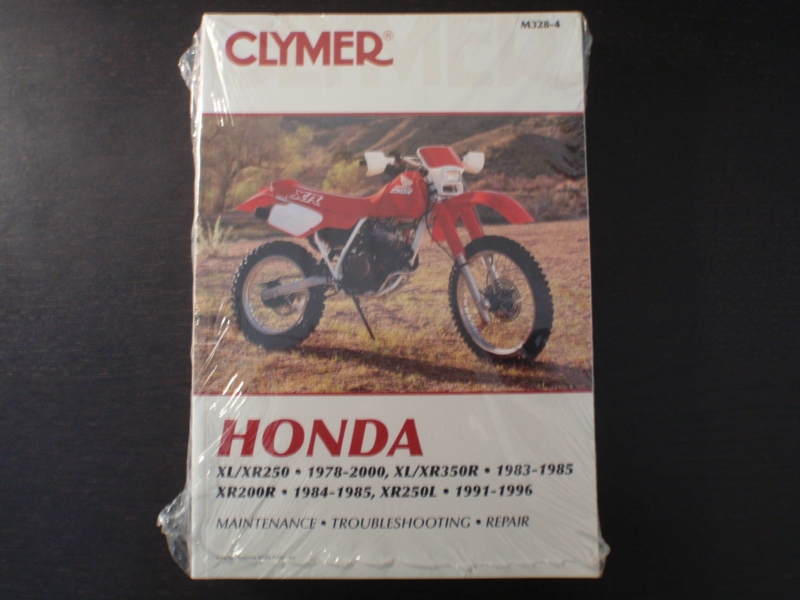 M328-4
CLYMER®
CLYMER
XR
HONDA
XL/XR250 • 1978-2000, XL/XR350R • 1983-1985
XR200R • 1984-1985, XR250L • 1991-1996
MAINTENANCE • TROUBLESHOOTING • REPAIR